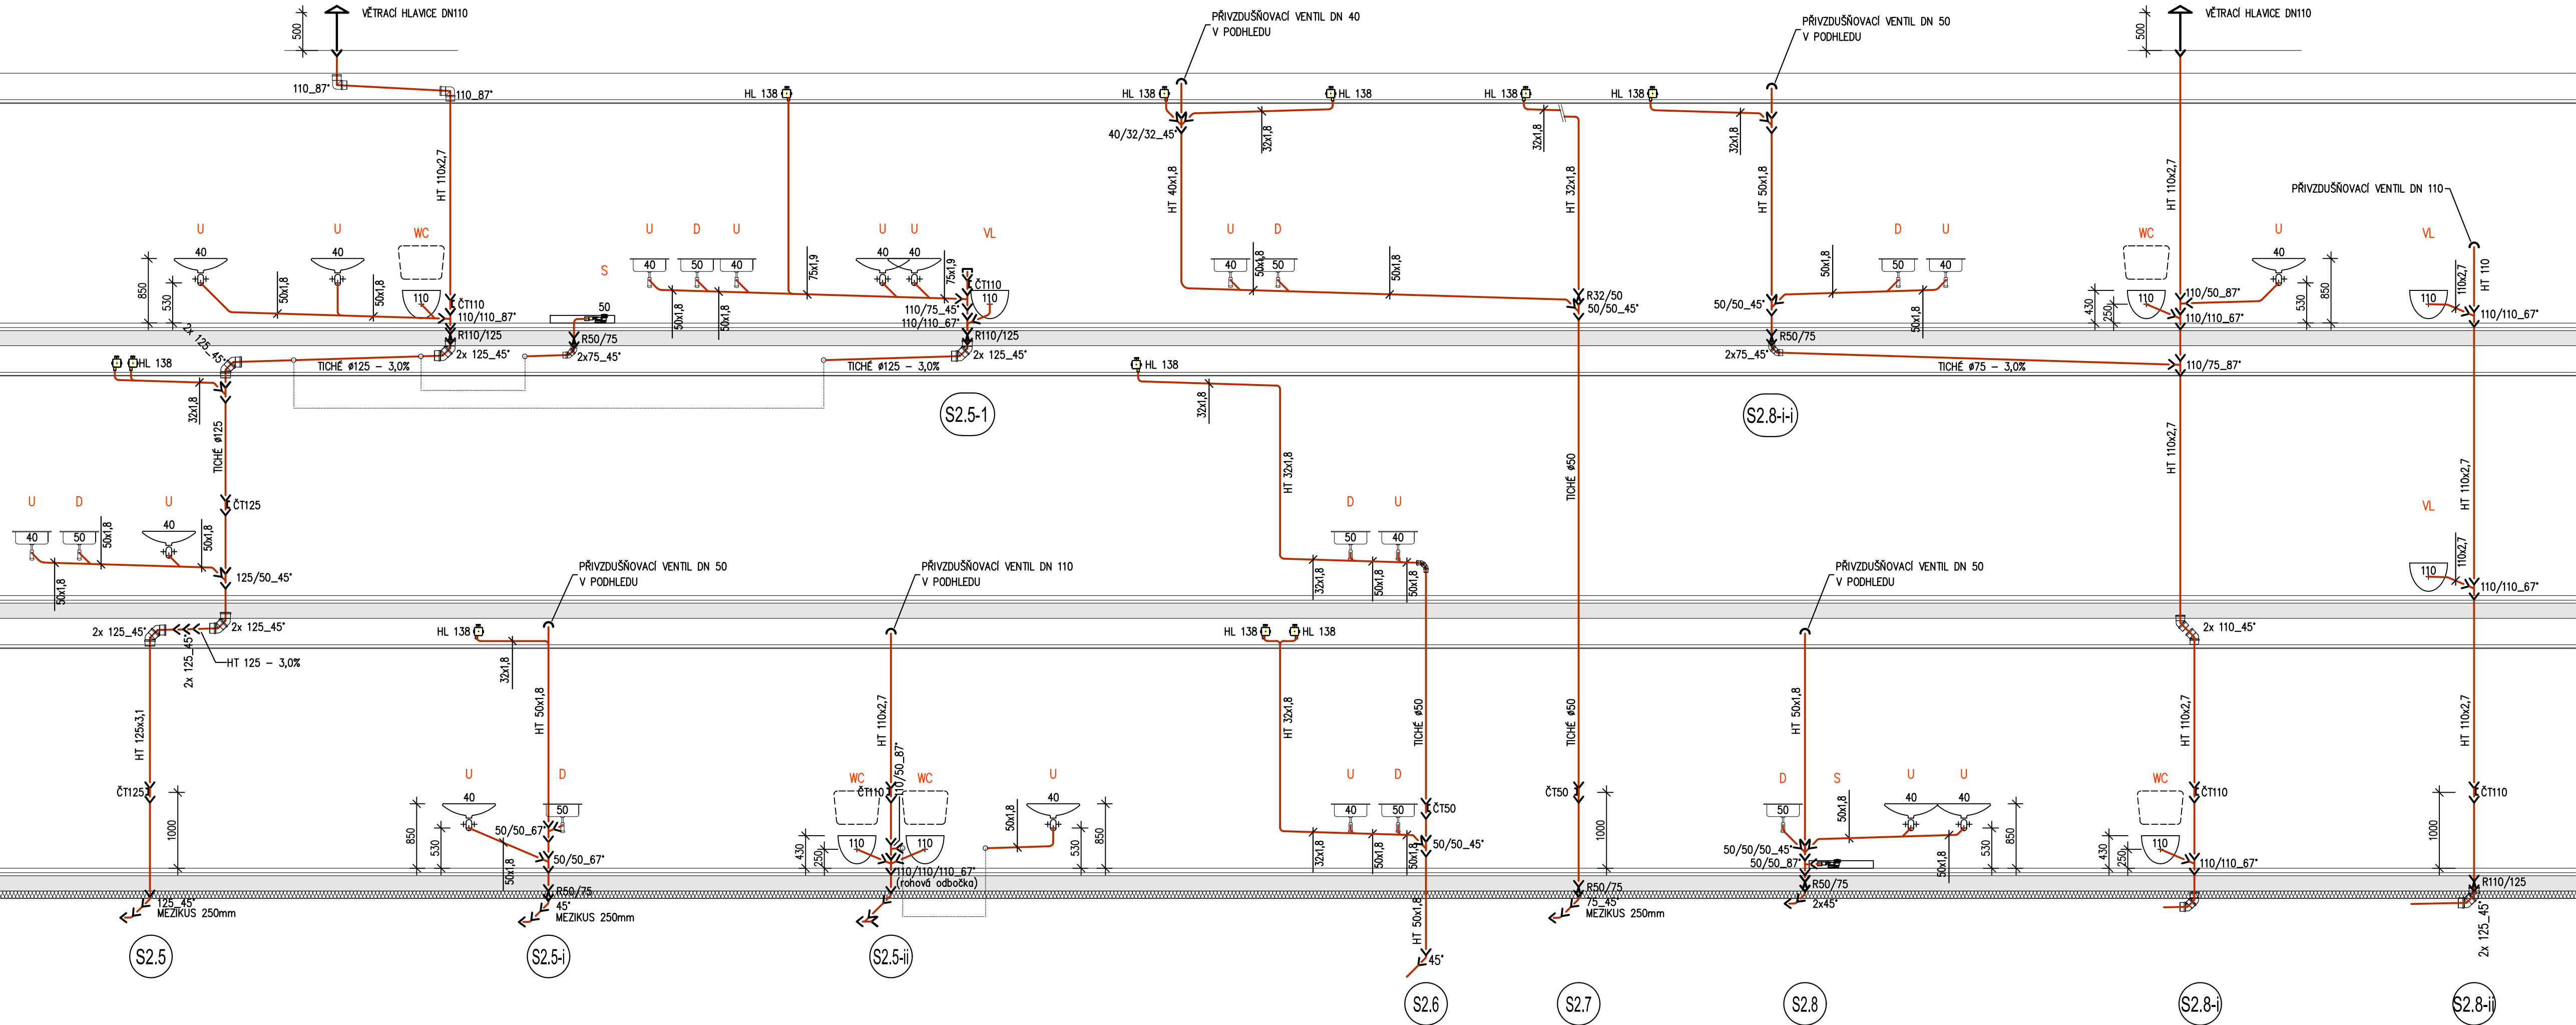 VĚTRACÍ HLAVICE DN110
500
110_87°
110_87°
HT 110x2,7
HL 138
PŘIVZDUŠŇOVACÍ VENTIL DN 40
V PODHLEDU
HL 138
HL 138
40/32/32_45°
32x1,8
HT 40x1,8
HL 138
32x1,8
HT 32x1,8
HL 138
32x1,8
PŘIVZDUŠŇOVACÍ VENTIL DN 50
V PODHLEDU
HT 50x1,8
VĚTRACÍ HLAVICE DN110
500
HT 110x2,7
PŘIVZDUŠŇOVACÍ VENTIL DN 110
HT 110
U
40
U
40
WC
110
850
530
50x1,8
50x1,8
ČT110
110/110_87°
R110/125
2x 125_45°
2x 125_45°
TICHÉ ø125 – 3,0%
S
50
R50/75
2x75_45°
U
40
D
50
U
40
50x1,8
50x1,8
75x1,9
U
40
U
40
75x1,9
VL
110
ČT110
110/75_45°
110/110_67°
R110/125
2x 125_45°
TICHÉ ø125 – 3,0%
S2.5-1
U
40
D
50
50x1,8
50x1,8
R32/50
50/50_45°
50/50_45°
R50/75
2x75_45°
TICHÉ ø75 – 3,0%
S2.8-i-i
50x1,8
D
50
U
40
50x1,8
WC
110
430
250
110/50_87°
110/110_67°
110/75_87°
U
40
530
850
VL
110
110x2,7
110/110_67°
HL 138
32x1,8
TICHÉ ø125
ČT125
U
40
D
50
50x1,8
50x1,8
U
40
50x1,8
125/50_45°
2x 125_45°
2x 125_45°
2x 125_45°
HT 125 – 3,0%
HL 138
32x1,8
HT 32x1,8
D
50
U
40
32x1,8
50x1,8
50x1,8
TICHÉ ø50
HT 110x2,7
2x 110_45°
HT 110x2,7
VL
110
110x2,7
110/110_67°
HT 125x3,1
ČT125
1000
125_45°
MEZIKUS 250mm
S2.5
HL 138
32x1,8
PŘIVZDUŠŇOVACÍ VENTIL DN 50
V PODHLEDU
HT 50x1,8
U
40
850
530
50x1,8
D
50
50/50_67°
50/50_67°
R50/75
45°
MEZIKUS 250mm
S2.5-i
PŘIVZDUŠŇOVACÍ VENTIL DN 110
V PODHLEDU
HT 110x2,7
110/50_87°
WC
110
WC
110
ČT110
430
250
110/110/110_67°
(rohová odbočka)
S2.5-ii
50x1,8
U
40
530
850
HL 138
HL 138
HT 32x1,8
U
40
D
50
32x1,8
50x1,8
50x1,8
TICHÉ ø50
ČT50
50/50_45°
HT 50x1,8
45°
S2.6
TICHÉ ø50
ČT50
1000
R50/75
75_45°
MEZIKUS 250mm
S2.7
PŘIVZDUŠŇOVACÍ VENTIL DN 50
V PODHLEDU
HT 50x1,8
D
50
S
50x1,8
U
40
U
40
50x1,8
530
850
50/50/50_45°
50/50_87°
R50/75
2x45°
S2.8
HT 110x2,7
WC
110
430
250
ČT110
110/110_67°
S2.8-i
HT 110x2,7
ČT110
1000
R110/125
2x 125_45°
S2.8-ii